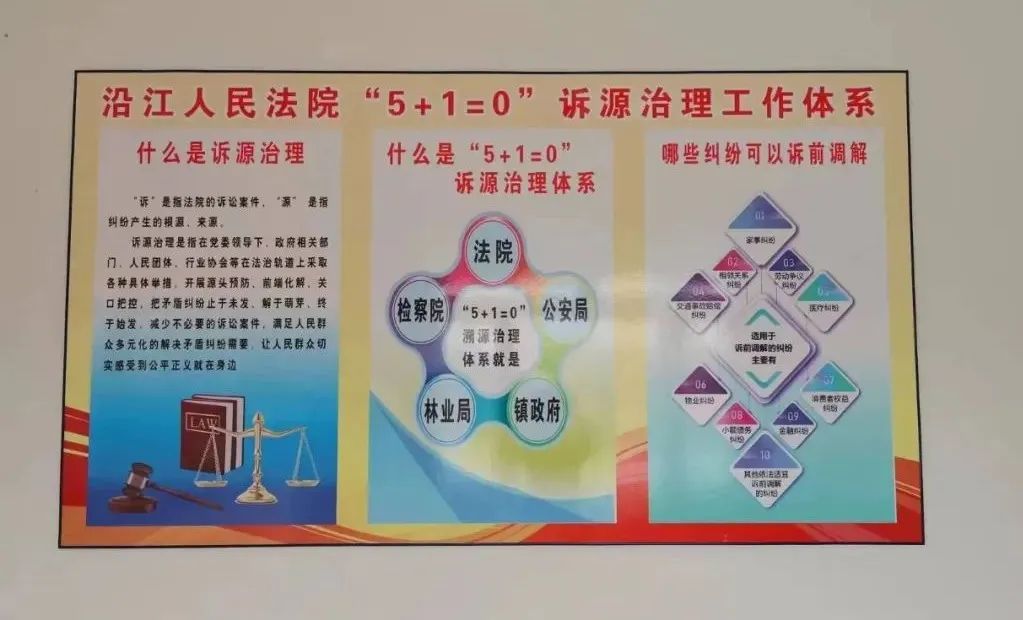 沿江人民法院“5+1=0”诉源治理工作体系
什么是诉源治理
“诉”是指法院的诉讼案件，“源”是指
纠纷产生的根源、来源。
诉源治理是指在党委领导下、政府相关部
门、人民团体、行业协会等在法治轨道上采取
各种具体举措，开展源头预防、前端化解、关
口把控，把矛盾纠纷止于未发、解于萌芽、终
于始发，减少不必要的诉讼案件，满足人民群
众多元化的解决矛盾纠纷需要，让人民群众切
实感受到公平正义就在身边
LAW
什么是“5+1=0”
诉源治理体系
法院
检察院
公安局
“5+1=0”
溯源治理
体系就是
林业局
镇政府
哪些纠纷可以诉前调解
01
家事纠纷
02
相邻关系
纠纷
03
劳动争议
纠纷
04
交通事故赔偿
纠纷
05
医疗纠纷
适用于
诉前调解的纠纷
主要有
06
物业纠纷
07
消费者权益
纠纷
08
小额债务
纠纷
09
金融纠纷
10
其他依法适宜
诉前调解
的纠纷